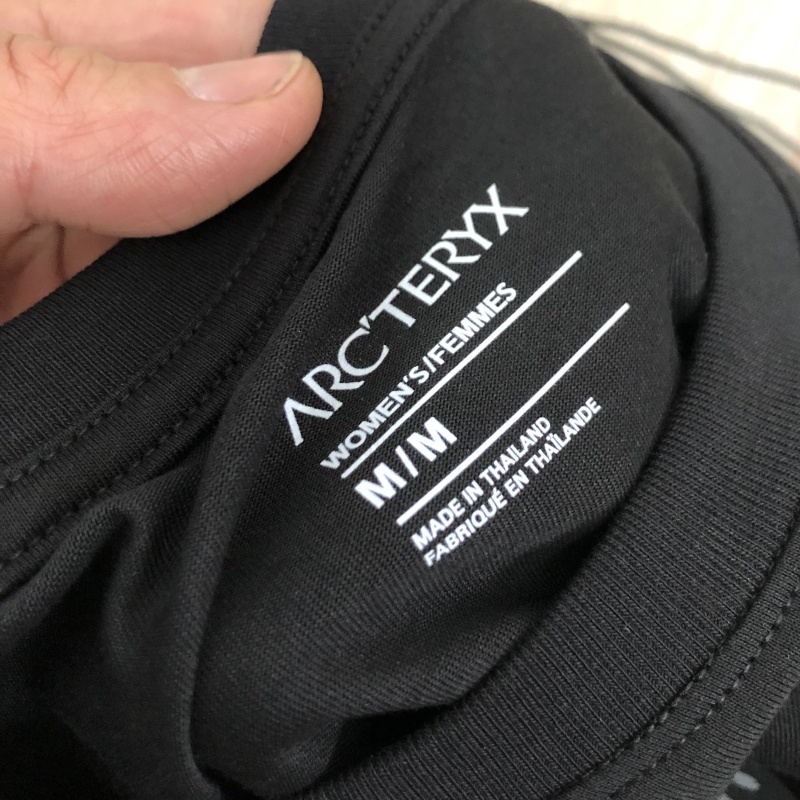 ARC'TERYX
WOMEN'S/FEMMES
M/M
MADE IN THAILAND
FABRIQUÉ EN THAÏLANDE